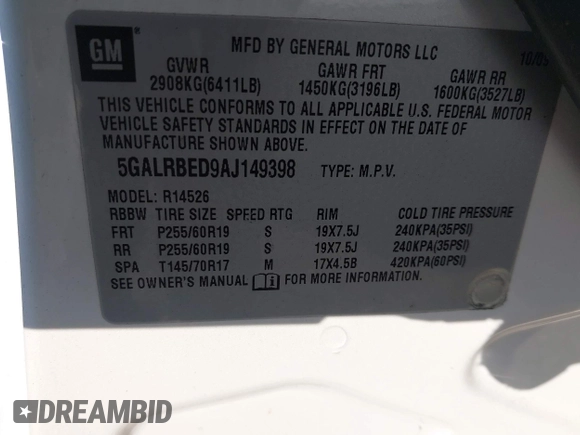 GM
MFD BY GENERAL MOTORS LLC
10/09
GVWR GAWR FRT GAWR RR
2908KG(6411LB) 1450KG(3196LB) 1600KG(3527LB)
THIS VEHICLE CONFORMS TO ALL APPLICABLE U.S. FEDERAL MOTOR
VEHICLE SAFETY STANDARDS IN EFFECT ON THE DATE OF
MANUFACTURE SHOWN ABOVE.
5GALRBED9AJ149398 TYPE: M.P.V.
MODEL: R14526
RBBW TIRE SIZE SPEED RTG RIM COLD TIRE PRESSURE
FRT P255/60R19 S 19X7.5J 240KPA(35PSI)
RR P255/60R19 S 19X7.5J 240KPA(35PSI)
SPA T145/70R17 M 17X4.5B 420KPA(60PSI)
SEE OWNER'S MANUAL FOR MORE INFORMATION.
DREAMBID